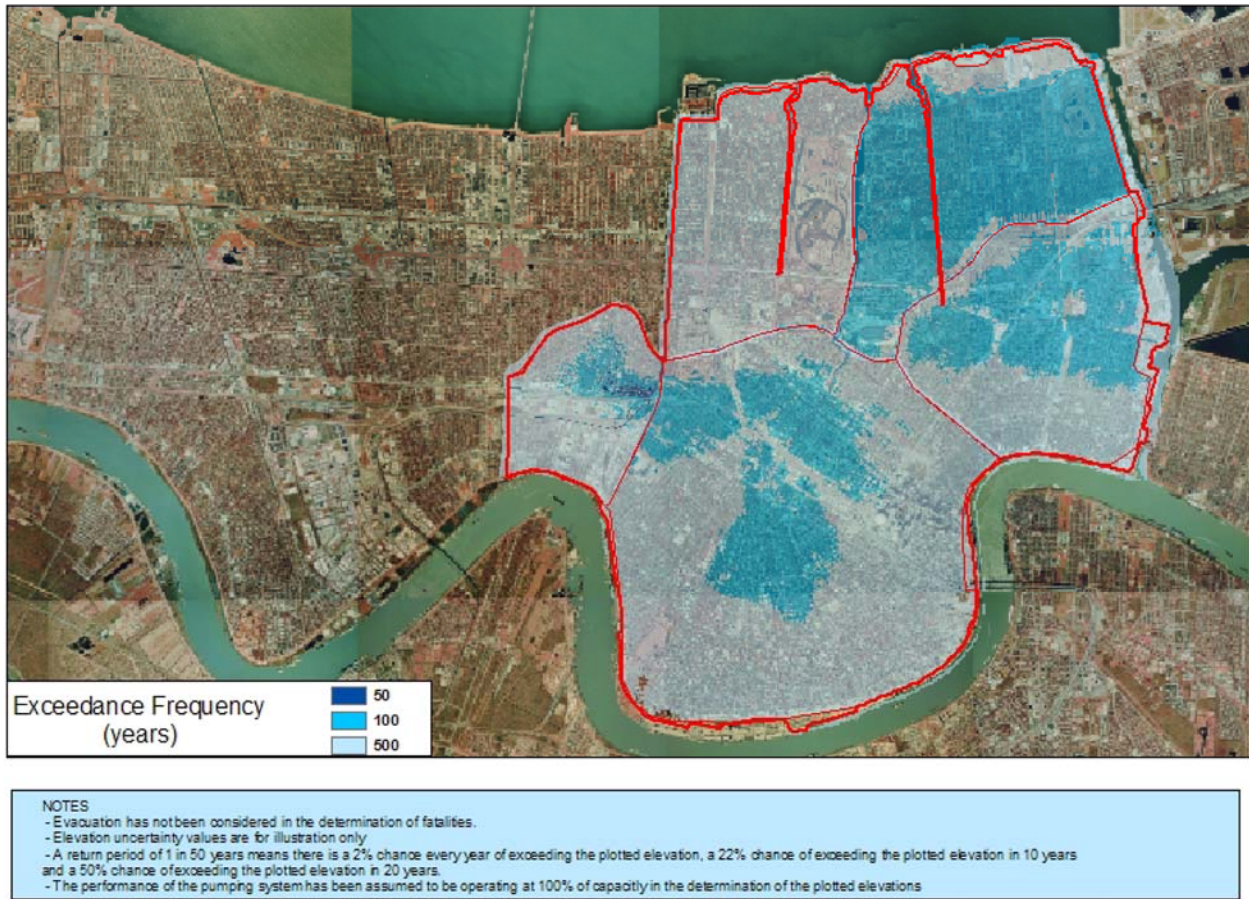 Exceedance Frequency
(years)
50
100
500
NOTES
- Evacuation has not been considered in the determination of fatalities.
- Elevation uncertainty values are for illustration only
- A return period of 1 in 50 years means there is a 2% chance every year of exceeding the plotted elevation, a 22% chance of exceeding the plotted elevation in 10 years
and a 50% chance of exceeding the plotted elevation in 20 years.
- The performance of the pumping system has been assumed to be operating at 100% of capacitly in the determination of the plotted elevations